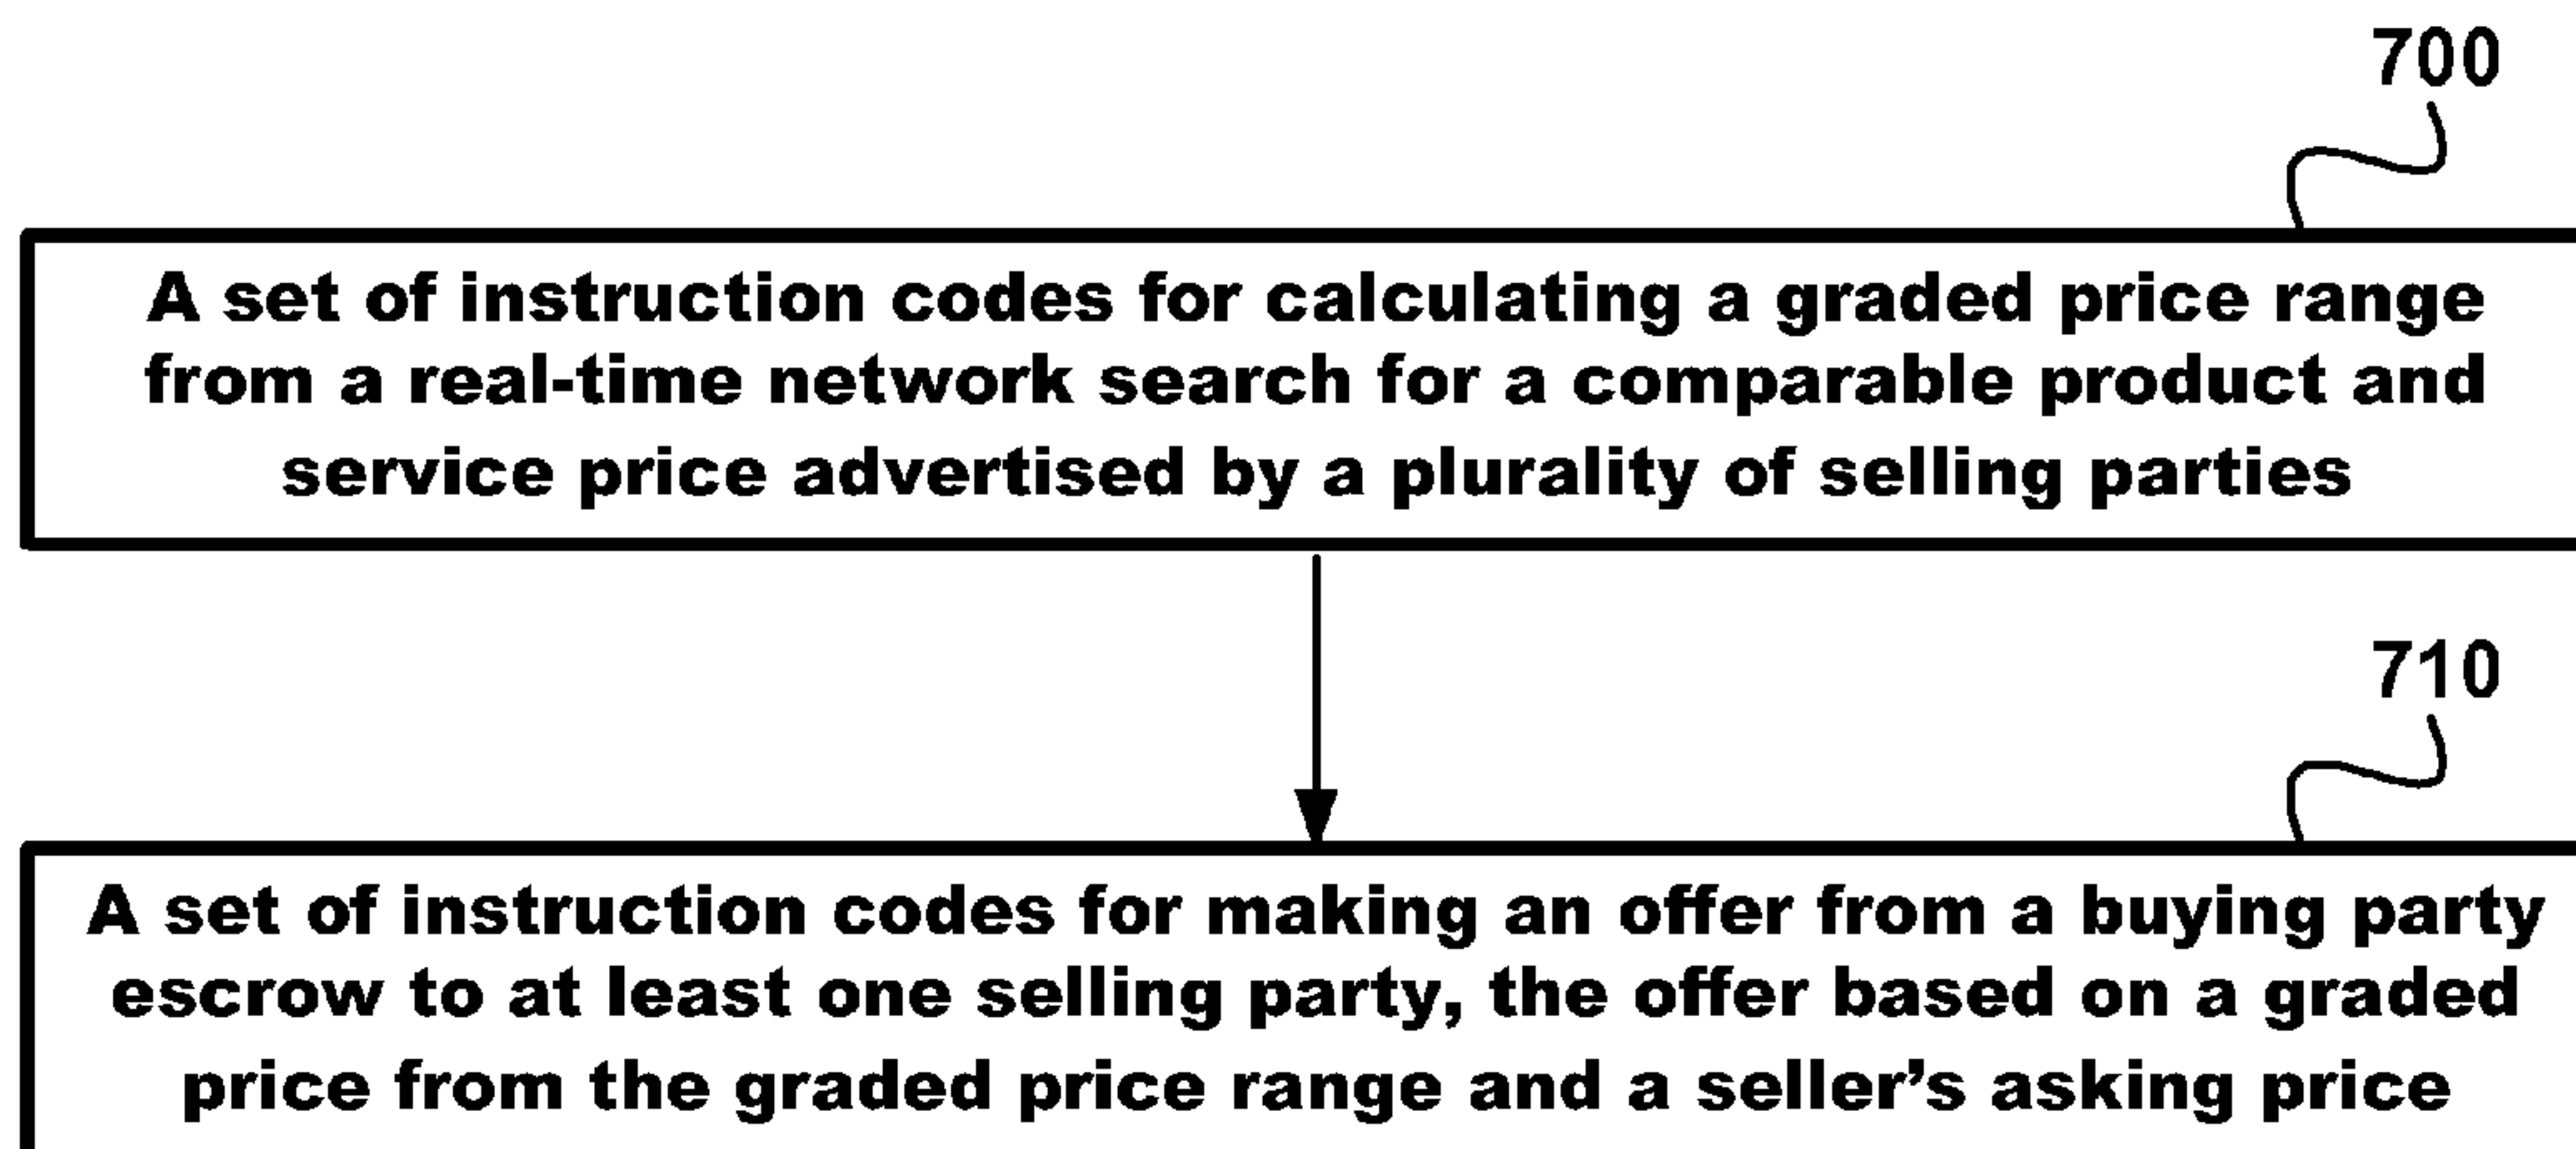 700
A set of instruction codes for calculating a graded price range
from a real-time network search for a comparable product and
service price advertised by a plurality of selling parties
710
A set of instruction codes for making an offer from a buying party
escrow to at least one selling party, the offer based on a graded
price from the graded price range and a seller’s asking price